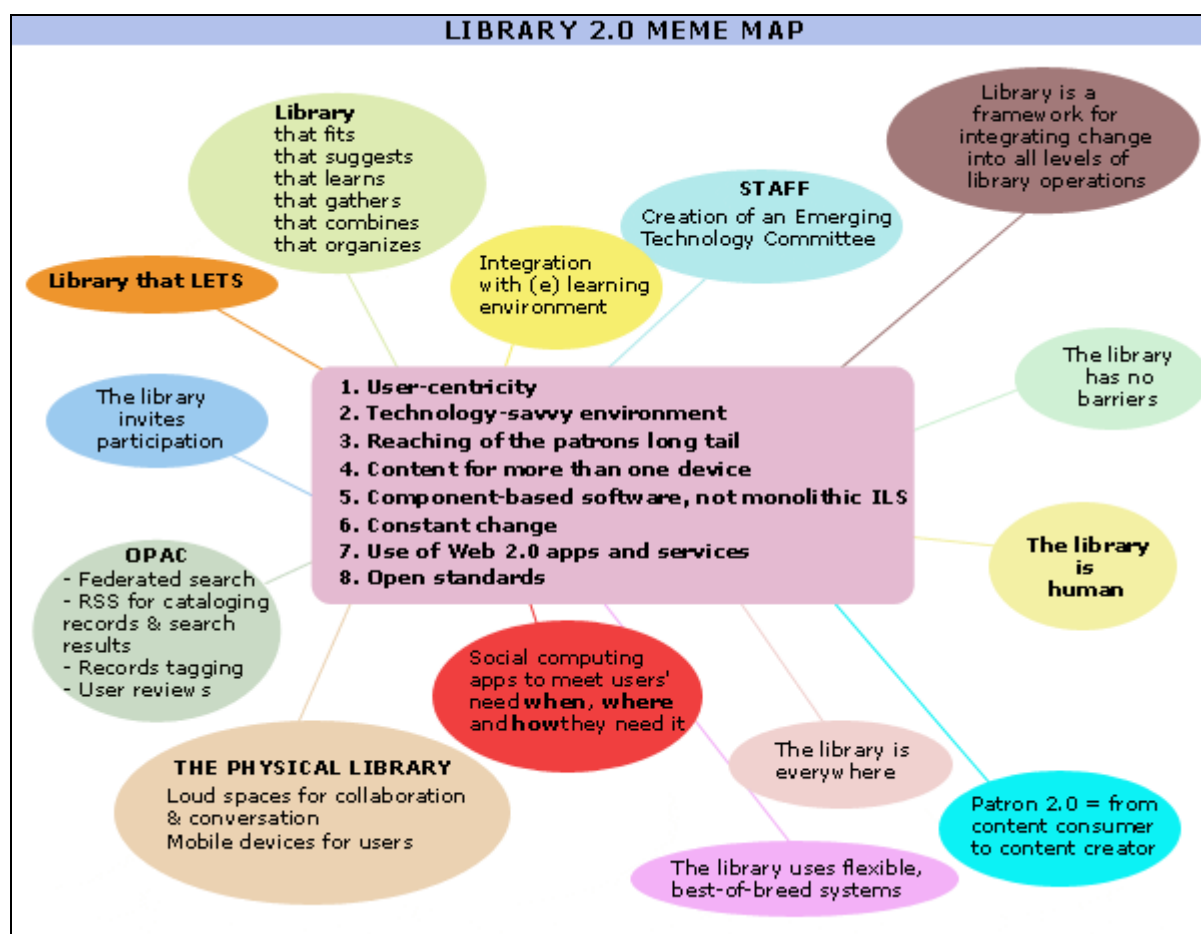 LIBRARY 2.0 MEME MAP
Library
that fits
that suggests
that learns
that gathers
that combines
that organizes
Library is a
framework for
integrating change
into all levels of
library operations
STAFF
Creation of an Emerging
Technology Committee
Integration
with (e) learning
environment
Library that LETS
The library
invites
participation
The library
has no
barriers
1. User-centricity
2. Technology-savvy environment
3. Reaching of the patrons long tail
4. Content for more than one device
5. Component-based software, not monolithic ILS
6. Constant change
7. Use of Web 2.0 apps and services
8. Open standards
The library
is
human
OPAC
- Federated search
- RSS for cataloging
records & search
results
- Records tagging
- User reviews
Social computing
apps to meet users'
need when, where
and how they need it
THE PHYSICAL LIBRARY
Loud spaces for collaboration
& conversation
Mobile devices for users
The library is
everywhere
Patron 2.0 = from
content consumer
to content creator
The library uses flexible,
best-of-breed systems